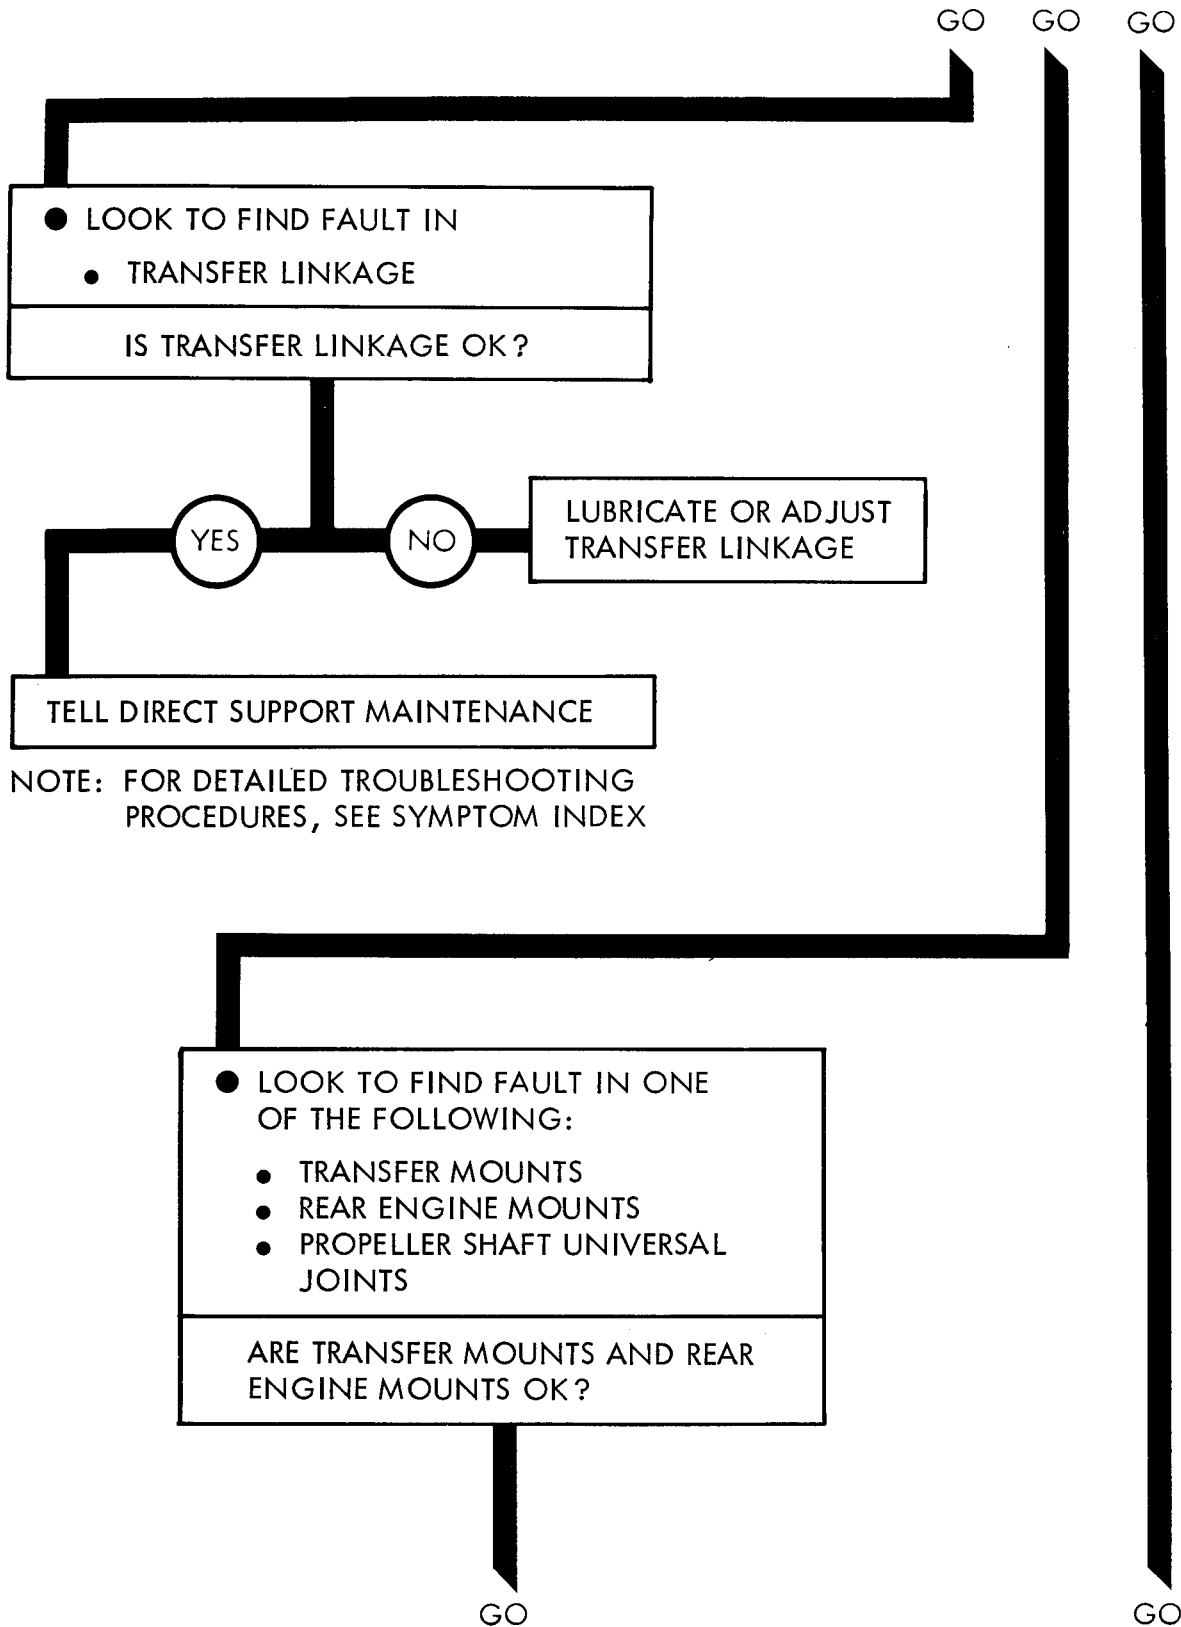 GO GO GO
● LOOK TO FIND FAULT IN
● TRANSFER LINKAGE
IS TRANSFER LINKAGE OK?
YES NO
LUBRICATE OR ADJUST
TRANSFER LINKAGE
TELL DIRECT SUPPORT MAINTENANCE
NOTE: FOR DETAILED TROUBLESHOOTING
PROCEDURES, SEE SYMPTOM INDEX
● LOOK TO FIND FAULT IN ONE
OF THE FOLLOWING:
● TRANSFER MOUNTS
● REAR ENGINE MOUNTS
● PROPELLER SHAFT UNIVERSAL
JOINTS
ARE TRANSFER MOUNTS AND REAR
ENGINE MOUNTS OK?
GO GO